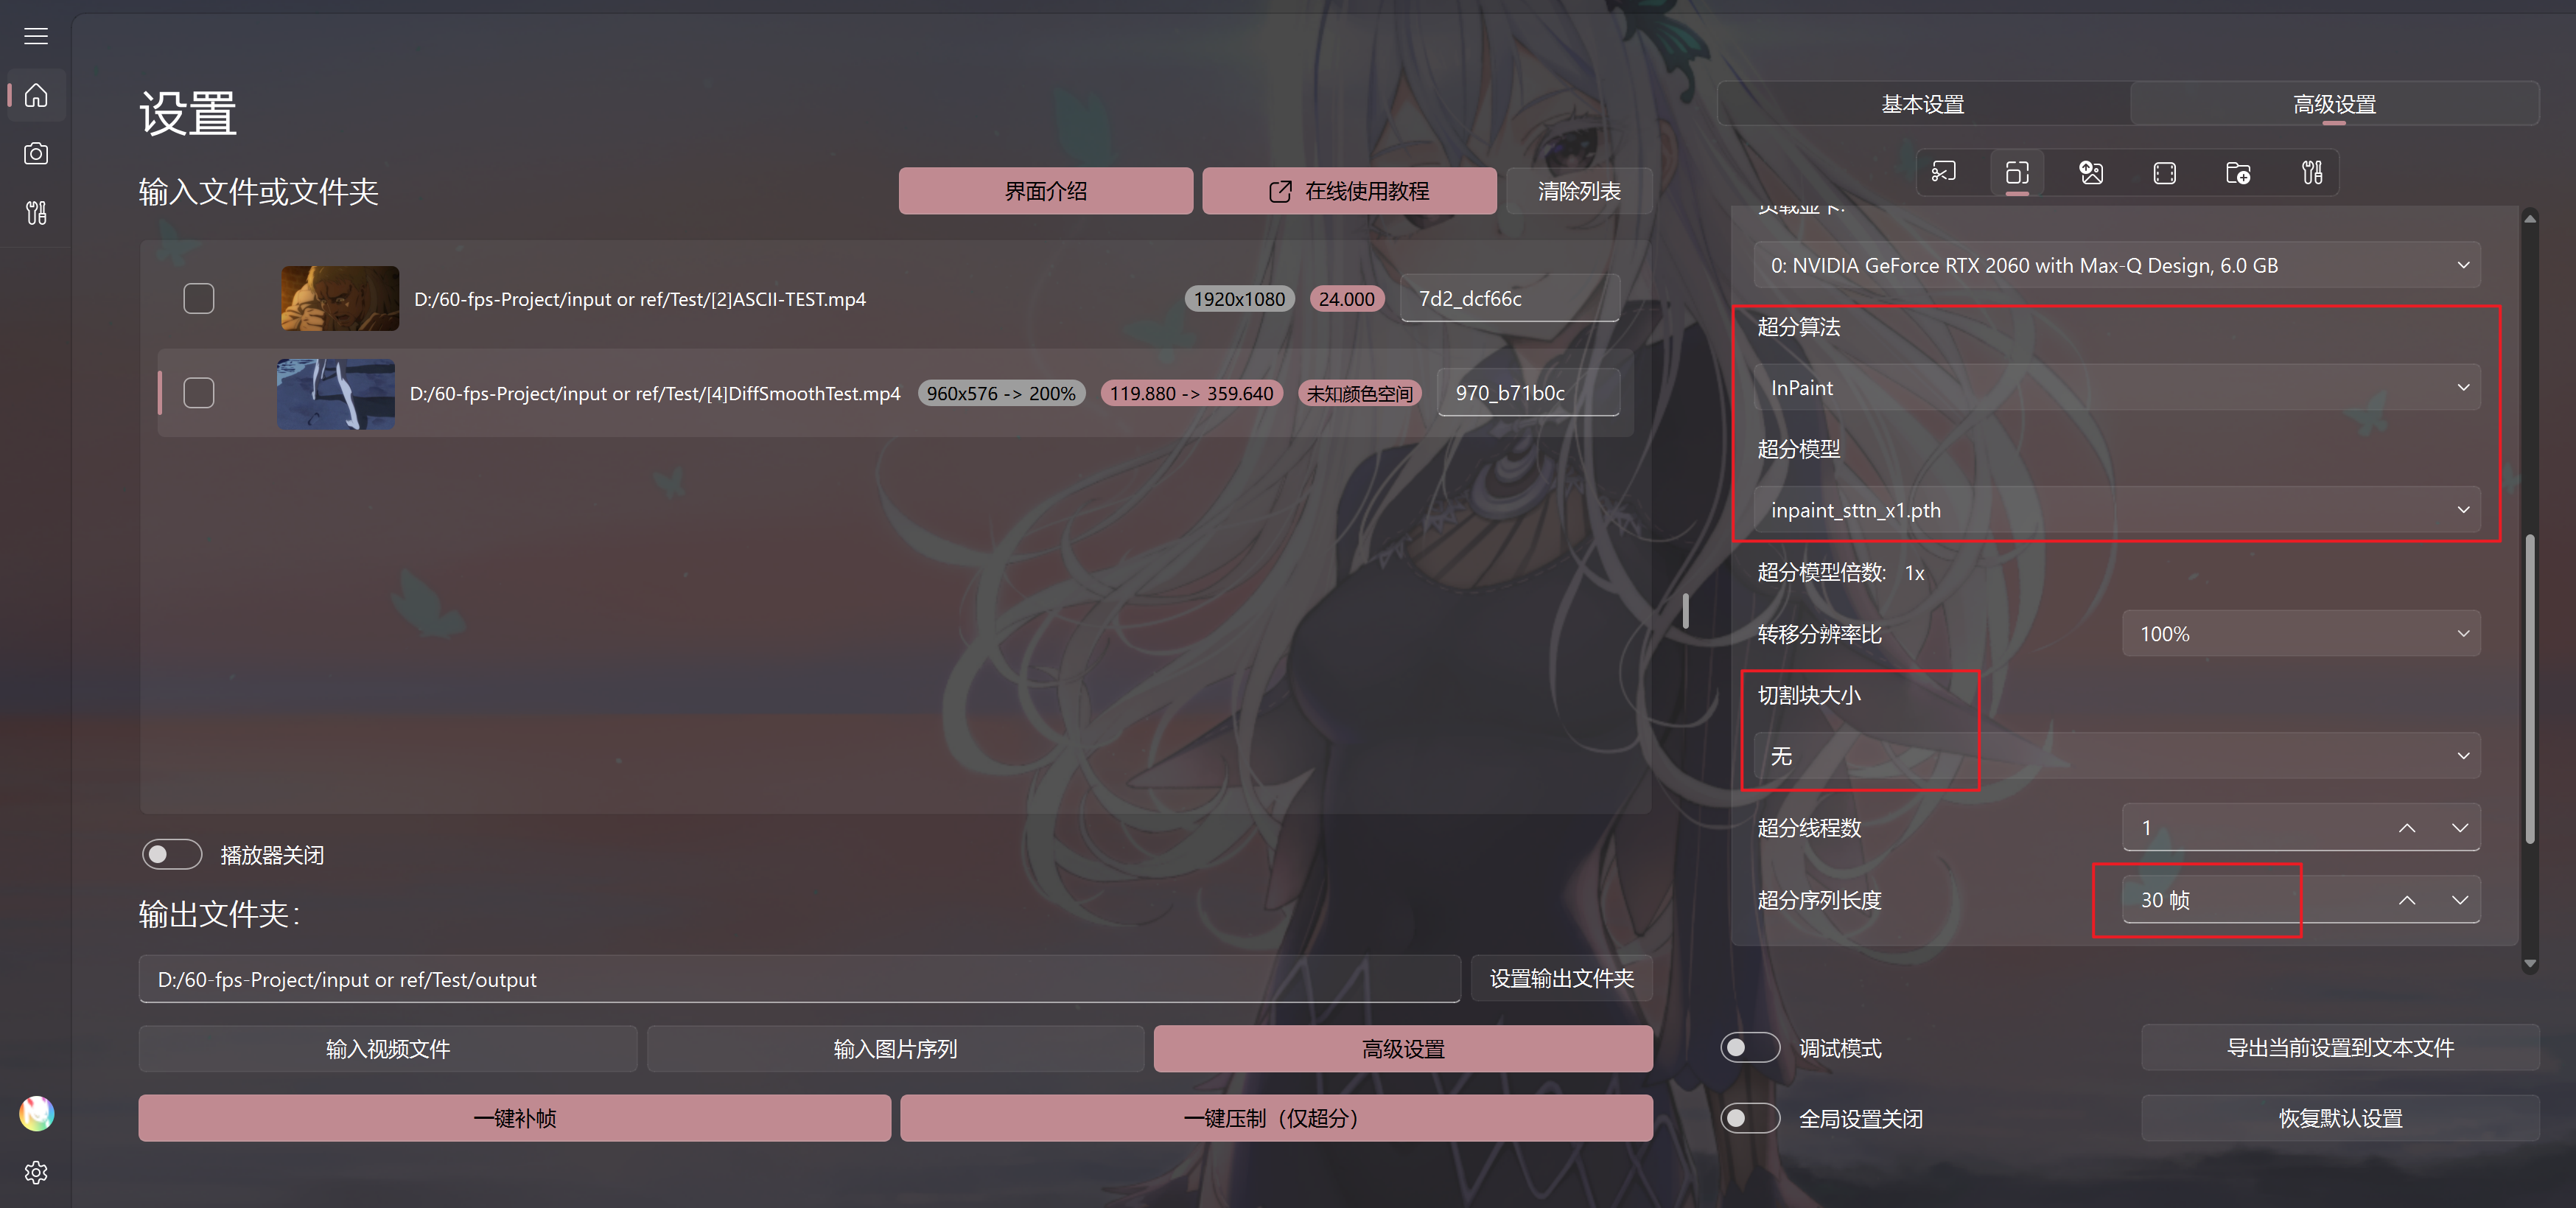 设置
输入文件或文件夹
界面介绍
在线使用教程
清除列表
D:/60-fps-Project/input or ref/Test/[2]ASCII-TEST.mp4
1920x1080
24.000
7d2_dcf66c
D:/60-fps-Project/input or ref/Test/[4]DiffSmoothTest.mp4
960x576 -> 200%
119.880 -> 359.640
未知颜色空间
970_b71b0c
播放器关闭
输出文件夹:
D:/60-fps-Project/input or ref/Test/output
设置输出文件夹
输入视频文件
输入图片序列
高级设置
一键补帧
一键压制（仅超分）
基本设置
高级设置
负载显卡:
0: NVIDIA GeForce RTX 2060 with Max-Q Design, 6.0 GB
超分算法
InPaint
超分模型
inpaint_sttn_x1.pth
超分模型倍数: 1x
转移分辨率比
100%
切割块大小
无
超分线程数
1
超分序列长度
30 帧
调试模式
导出当前设置到文本文件
全局设置关闭
恢复默认设置